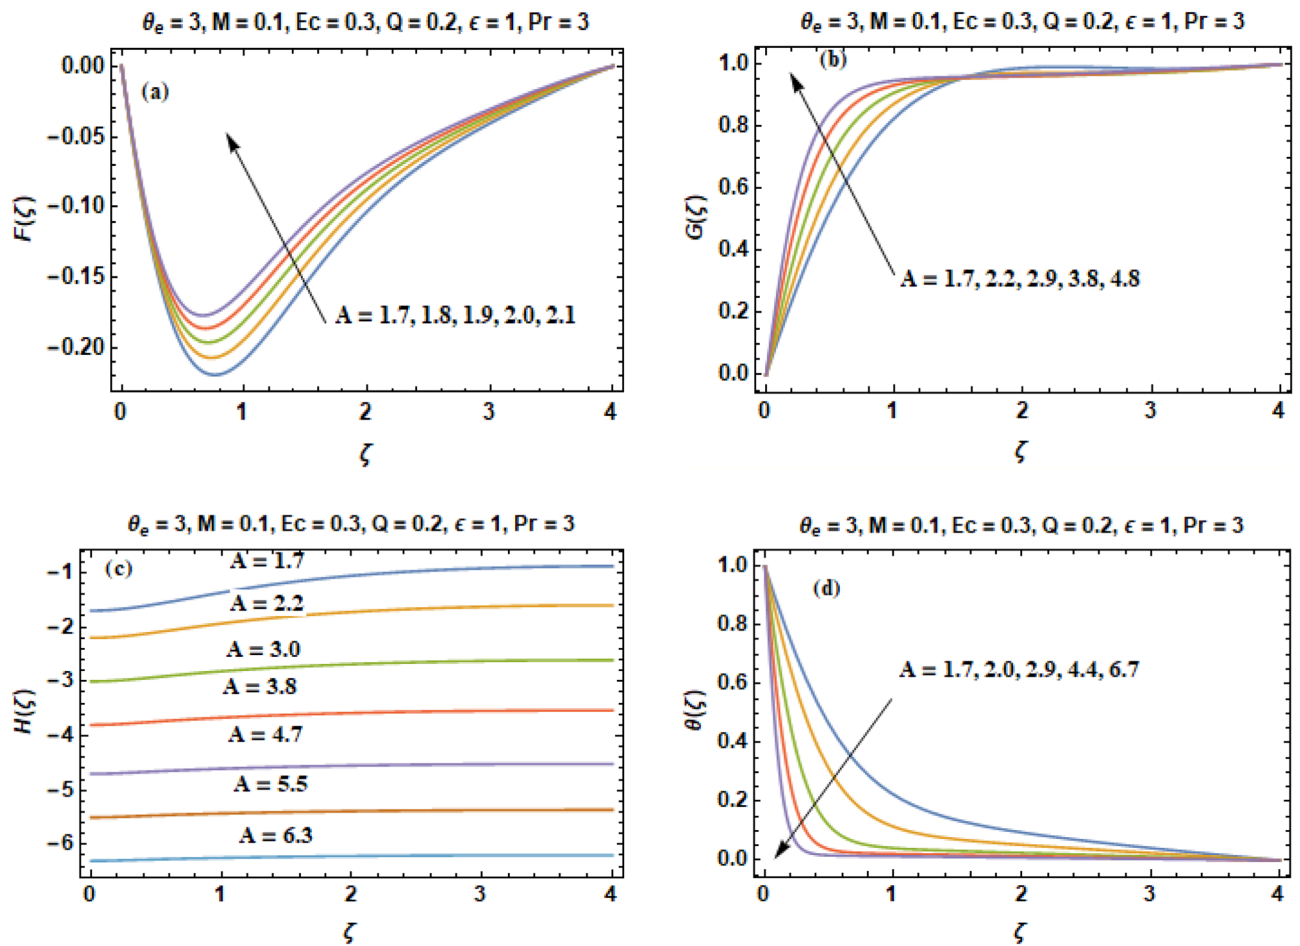 θe = 3, M = 0.1, Ec = 0.3, Q = 0.2, ϵ = 1, Pr = 3
(a)
A = 1.7, 1.8, 1.9, 2.0, 2.1
F(ζ)
0.00
−0.05
−0.10
−0.15
−0.20
0 1 2 3 4
ζ
θe = 3, M = 0.1, Ec = 0.3, Q = 0.2, ϵ = 1, Pr = 3
(b)
A = 1.7, 2.2, 2.9, 3.8, 4.8
G(ζ)
1.0
0.8
0.6
0.4
0.2
0.0
0 1 2 3 4
ζ
θe = 3, M = 0.1, Ec = 0.3, Q = 0.2, ϵ = 1, Pr = 3
(c)
A = 1.7
A = 2.2
A = 3.0
A = 3.8
A = 4.7
A = 5.5
A = 6.3
H(ζ)
−1
−2
−3
−4
−5
−6
0 1 2 3 4
ζ
θe = 3, M = 0.1, Ec = 0.3, Q = 0.2, ϵ = 1, Pr = 3
(d)
A = 1.7, 2.0, 2.9, 4.4, 6.7
θ(ζ)
1.0
0.8
0.6
0.4
0.2
0.0
0 1 2 3 4
ζ